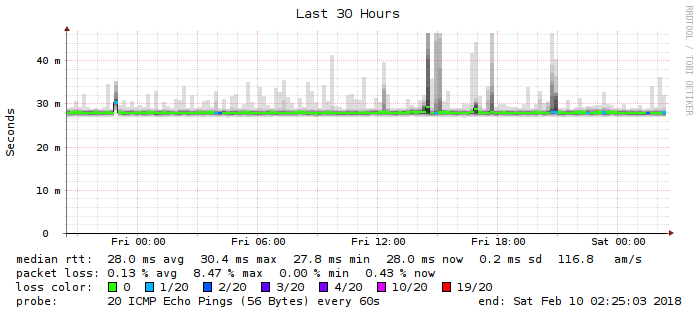 Last 30 Hours
RRDTOOL / TOBI OETIKER
Seconds
40 m
30 m
20 m
10 m
0
Fri 00:00 Fri 06:00 Fri 12:00 Fri 18:00 Sat 00:00
median rtt: 28.0 ms avg 30.4 ms max 27.8 ms min 28.0 ms now 0.2 ms sd 116.8 am/s
packet loss: 0.13 % avg 8.47 % max 0.00 % min 0.43 % now
loss color: 0 1/20 2/20 3/20 4/20 10/20 19/20
probe: 20 ICMP Echo Pings (56 Bytes) every 60s end: Sat Feb 10 02:25:03 2018